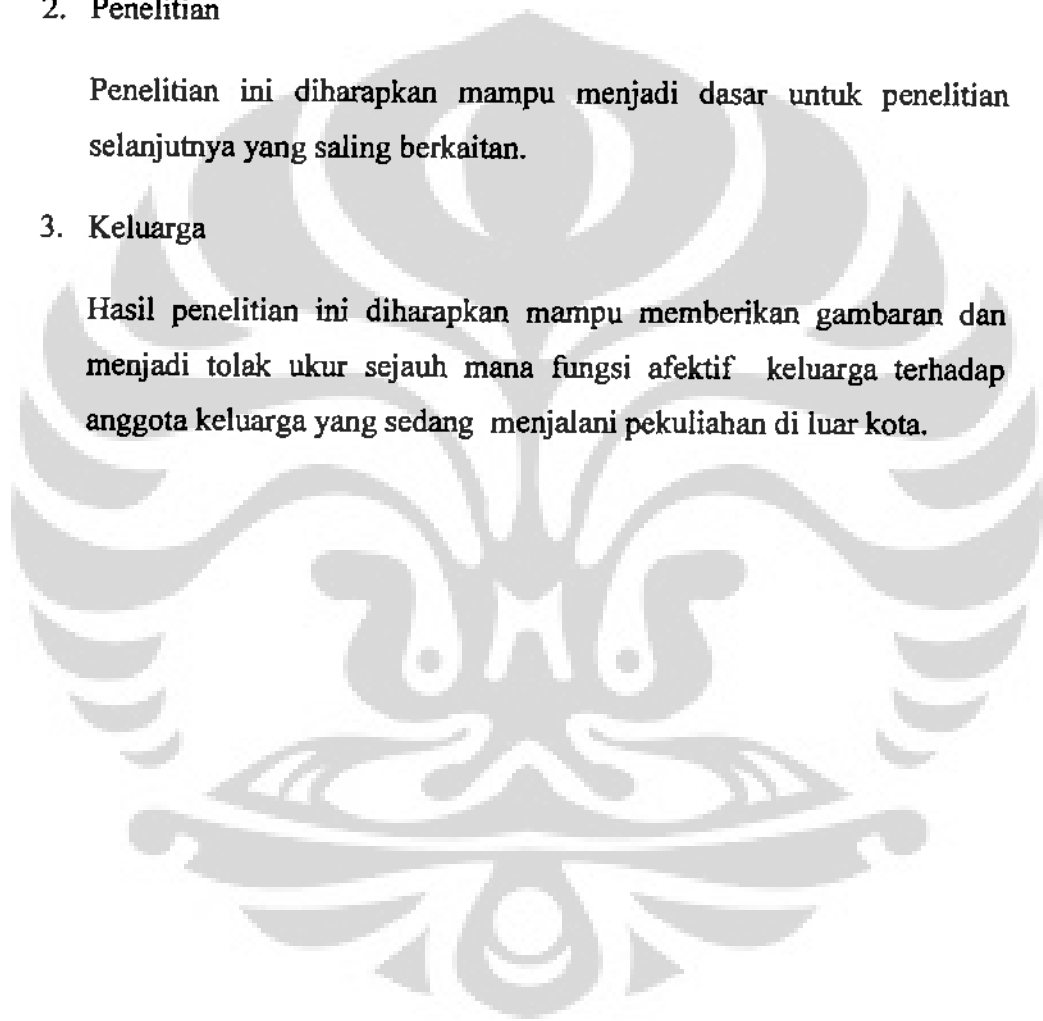 2. Penelitian
Penelitian ini diharapkan mampu menjadi dasar untuk penelitian
selanjutnya yang saling berkaitan.
3. Keluarga
Hasil penelitian ini diharapkan mampu memberikan gambaran dan
menjadi tolak ukur sejauh mana fungsi afektif keluarga terhadap
anggota keluarga yang sedang menjalani pekuliahan di luar kota.